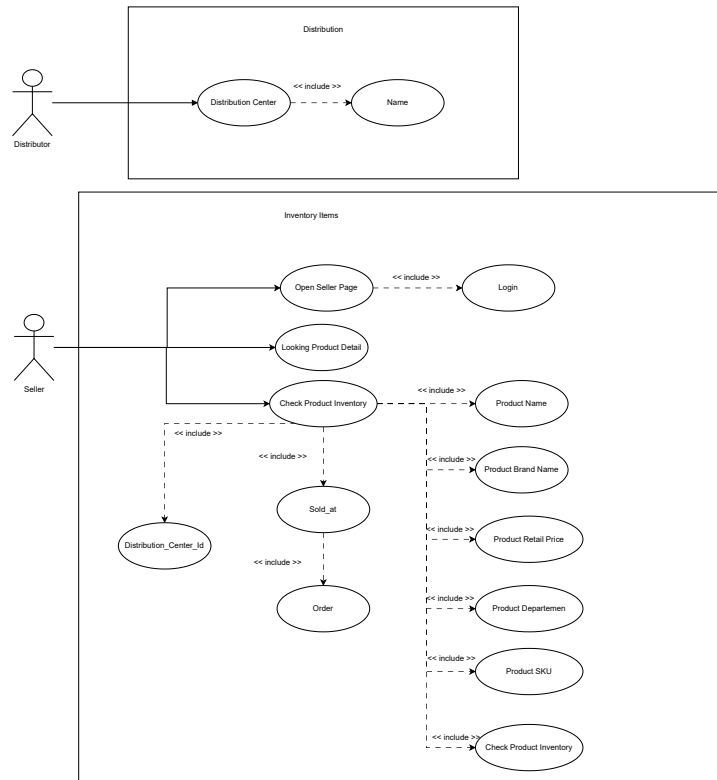 Distribution
Distribution Center
<< include >>
Name
Distributor
Inventory Items
Open Seller Page
<< include >>
Login
Seller
Looking Product Detail
Check Product Inventory
<< include >>
Product Name
<< include >>
<< include >>
<< include >>
Product Brand Name
Sold_at
<< include >>
Product Retail Price
Distribution_Center_Id
<< include >>
Order
<< include >>
Product Departemen
<< include >>
Product SKU
<< include >>
Check Product Inventory